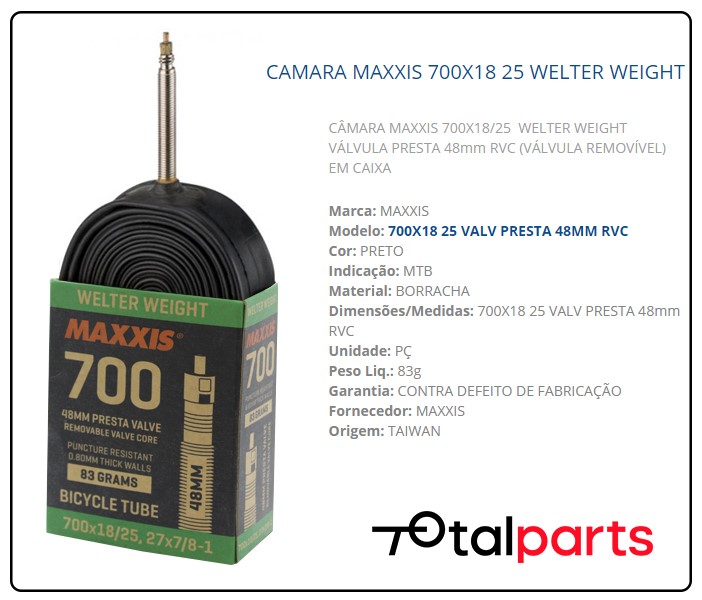 CAMARA MAXXIS 700X18 25 WELTER WEIGHT
CÂMARA MAXXIS 700X18/25 WELTER WEIGHT
VÁLVULA PRESTA 48mm RVC (VÁLVULA REMOVÍVEL)
EM CAIXA
Marca: MAXXIS
Modelo: 700X18 25 VALV PRESTA 48MM RVC
Cor: PRETO
Indicação: MTB
Material: BORRACHA
Dimensões/Medidas: 700X18 25 VALV PRESTA 48mm
RVC
Unidade: PÇ
Peso Liq.: 83g
Garantia: CONTRA DEFEITO DE FABRICAÇÃO
Fornecedor: MAXXIS
Origem: TAIWAN
WELTER WEIGHT
MAXXIS®
700
48MM PRESTA VALVE
REMOVABLE VALVE CORE
PUNCTURE RESISTANT
0.80MM THICK WALLS
83 GRAMS
BICYCLE TUBE
700x18/25, 27x7/8-1
48MM
WELTER WEIGHT
MAXXIS
700
83 GRAMS
48MM
Totalparts